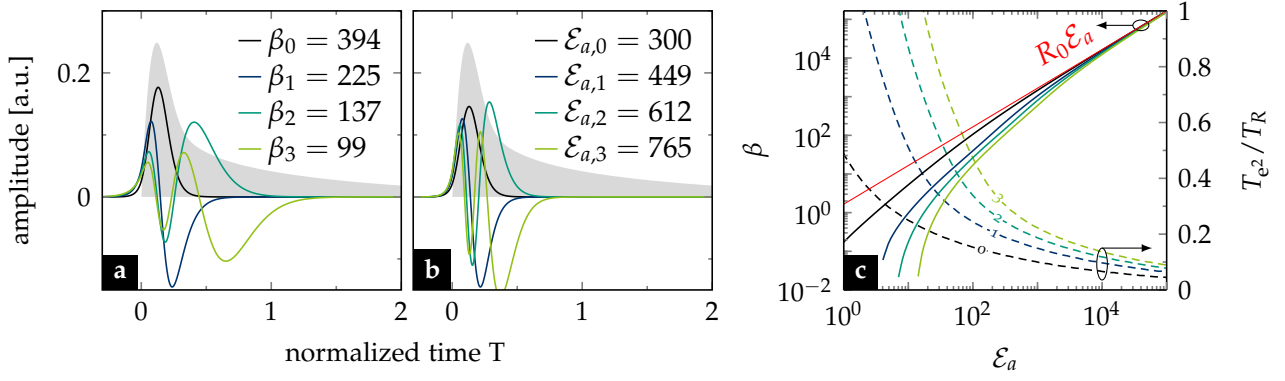 amplitude [a.u.]
0.2
0
β0 = 394
β1 = 225
β2 = 137
β3 = 99
a
0
1
2
ℰa,0 = 300
ℰa,1 = 449
ℰa,2 = 612
ℰa,3 = 765
b
0
1
2
normalized time T
β
10^4
10^2
10^0
10^−2
R0ℰa
3
2
1
0
c
10^0
10^2
10^4
ℰa
1
0.8
0.6
0.4
0.2
0
Te2/TR